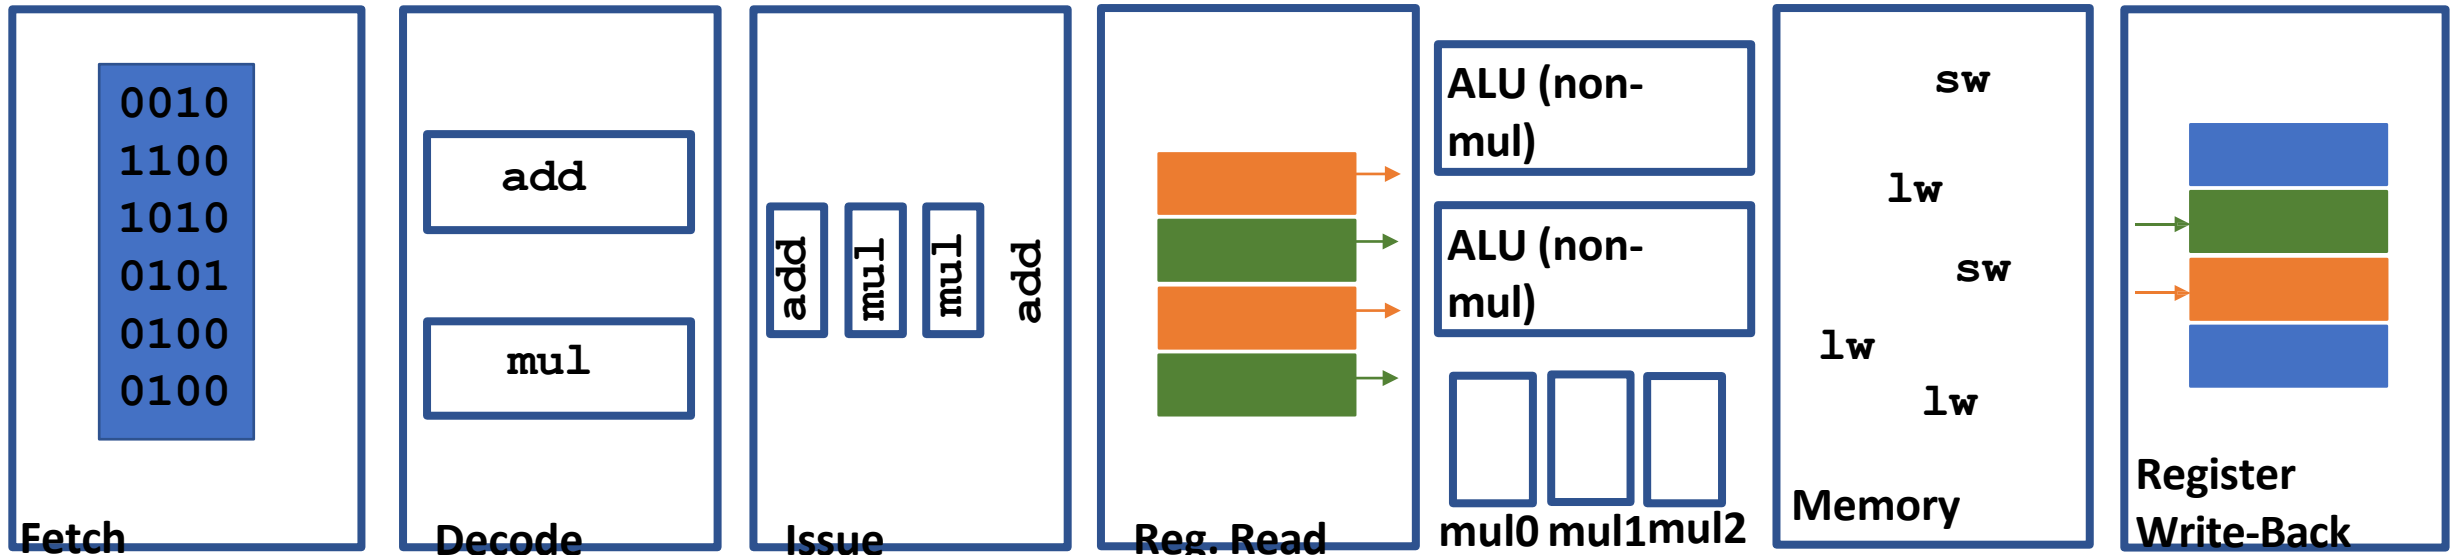 0010
1100
1010
0101
0100
0100
Fetch
add
mul
Decode
add
mul
mul
add
Issue
Reg. Read
ALU (non-
mul)
ALU (non-
mul)
mul0 mul1 mul2
sw
lw
sw
lw
lw
Memory
Register
Write-Back